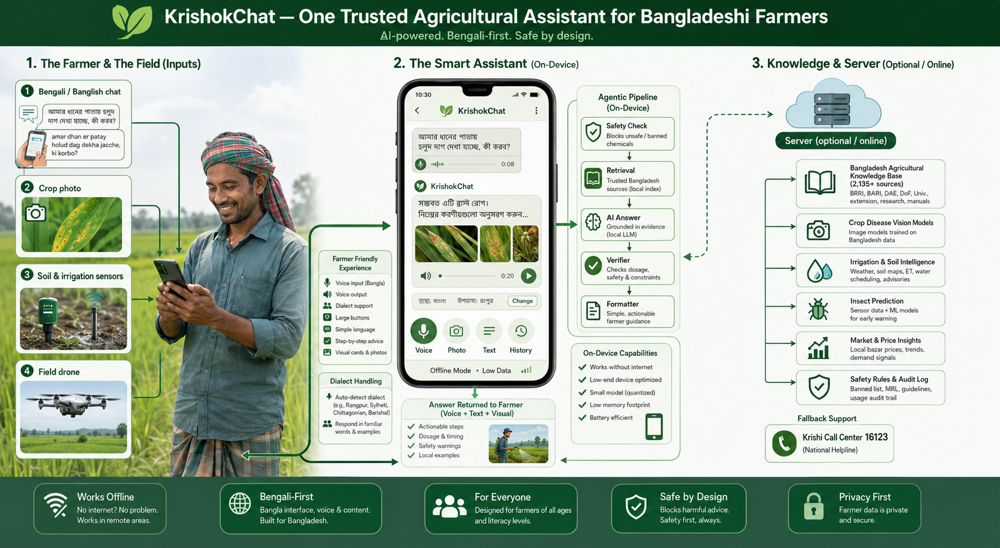 KrishokChat — One Trusted Agricultural Assistant for Bangladeshi Farmers
AI-powered. Bengali-first. Safe by design.
1. The Farmer & The Field (Inputs)
1 Bengali / Banglish chat
আমার ধানের পাতায় হলুদ
দাগ দেখা যাচ্ছে, কী করব?
amar dhan er patay
holud dag dekha jacche,
ki korbo?
2 Crop photo
3 Soil & irrigation sensors
4 Field drone
Farmer Friendly
Experience
Voice input (Bangla)
Voice output
Dialect support
Large buttons
Simple language
Step-by-step advice
Visual cards & photos
Dialect Handling
Auto-detect dialect
(e.g., Rangpur, Sylheti,
Chittagonian, Barishal)
Respond in familiar
words & examples
2. The Smart Assistant (On-Device)
10:30
KrishokChat
আমার ধানের পাতায়
হলুদ দাগ দেখা যাচ্ছে, কী করব?
0:08
KrishokChat
সম্ভবত এটি ব্লাস্ট রোগ।
নিম্নের করণীয়গুলো অনুসরণ করুন...
0:20
ভাষা: বাংলা উপভাষা: রংপুর Change
Voice Photo Text History
Offline Mode • Low Data
Answer Returned to Farmer
(Voice + Text + Visual)
Actionable steps
Dosage & timing
Safety warnings
Local examples
Agentic Pipeline
(On-Device)
Safety Check
Blocks unsafe / banned
chemicals
Retrieval
Trusted Bangladesh
sources (local index)
AI Answer
Grounded in evidence
(local LLM)
Verifier
Checks dosage,
safety & constraints
Formatter
Simple, actionable
farmer guidance
On-Device Capabilities
Works without internet
Low-end device optimized
Small model (quantized)
Low memory footprint
Battery efficient
3. Knowledge & Server (Optional / Online)
Server (optional / online)
Bangladesh Agricultural
Knowledge Base
(2,135+ sources)
BRRI, BARI, DAE, DoF, Univ.,
extension, research, manuals
Crop Disease Vision Models
Image models trained on
Bangladesh data
Irrigation & Soil Intelligence
Weather, soil maps, ET, water
scheduling, advisories
Insect Prediction
Sensor data + ML models
for early warning
Market & Price Insights
Local bazar prices, trends,
demand signals
Safety Rules & Audit Log
Banned list, MRL, guidelines,
usage audit trail
Fallback Support
Krishi Call Center 16123
(National Helpline)
Works Offline
No internet? No problem.
Works in remote areas.
Bengali-First
Bangla interface, voice & content.
Built for Bangladesh.
For Everyone
Designed for farmers of all ages
and literacy levels.
Safe by Design
Blocks harmful advice.
Safety first, always.
Privacy First
Farmer data is private
and secure.